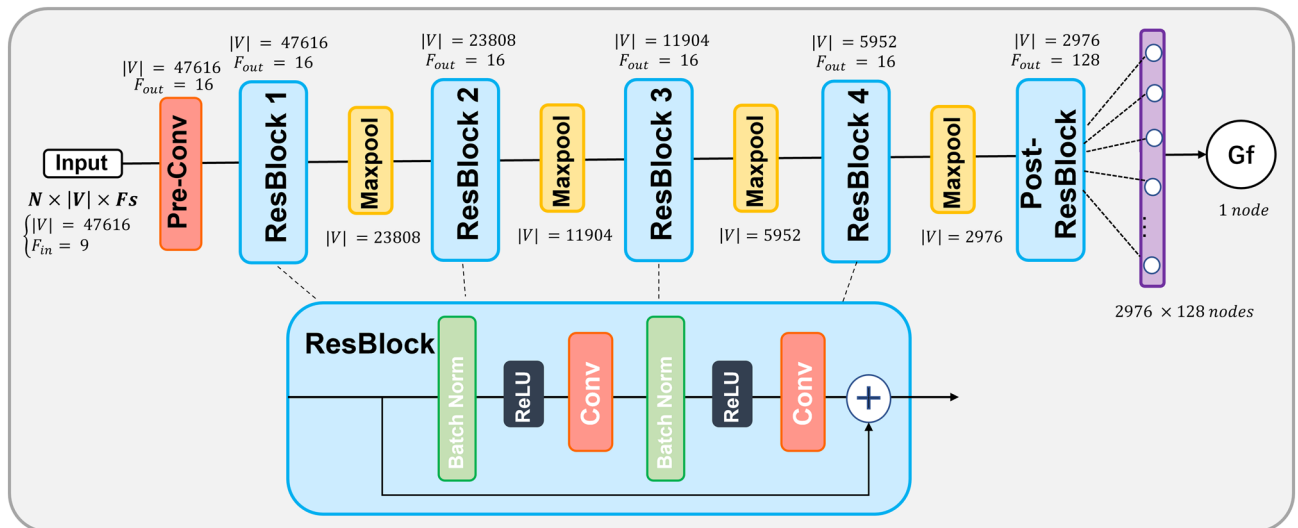 Input
N × |V| × Fs
|V| = 47616
F_in = 9
|V| = 47616
F_out = 16
Pre-Conv
|V| = 47616
F_out = 16
ResBlock 1
Maxpool
|V| = 23808
|V| = 23808
F_out = 16
ResBlock 2
Maxpool
|V| = 11904
|V| = 11904
F_out = 16
ResBlock 3
Maxpool
|V| = 5952
|V| = 5952
F_out = 16
ResBlock 4
Maxpool
|V| = 2976
|V| = 2976
F_out = 128
Post-
ResBlock
...
2976 × 128 nodes
Gf
1 node
ResBlock
Batch Norm
ReLU
Conv
Batch Norm
ReLU
Conv
+